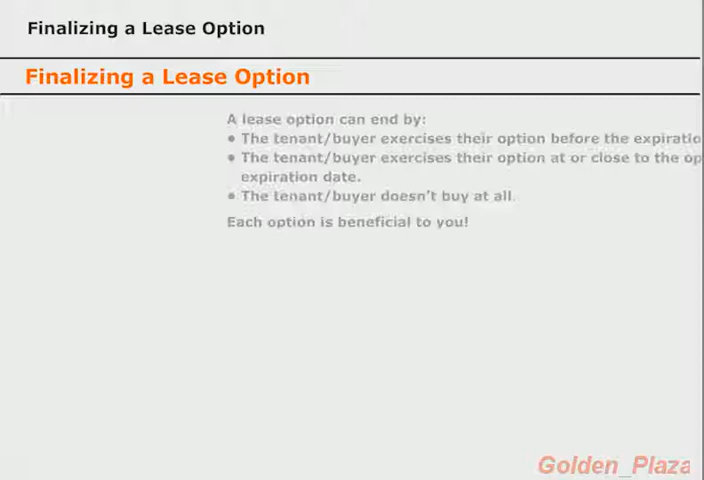 Finalizing a Lease Option
Finalizing a Lease Option
A lease option can end by:
• The tenant/buyer exercises their option before the expiratio
• The tenant/buyer exercises their option at or close to the op
expiration date.
• The tenant/buyer doesn't buy at all.
Each option is beneficial to you!
Golden_Plaza